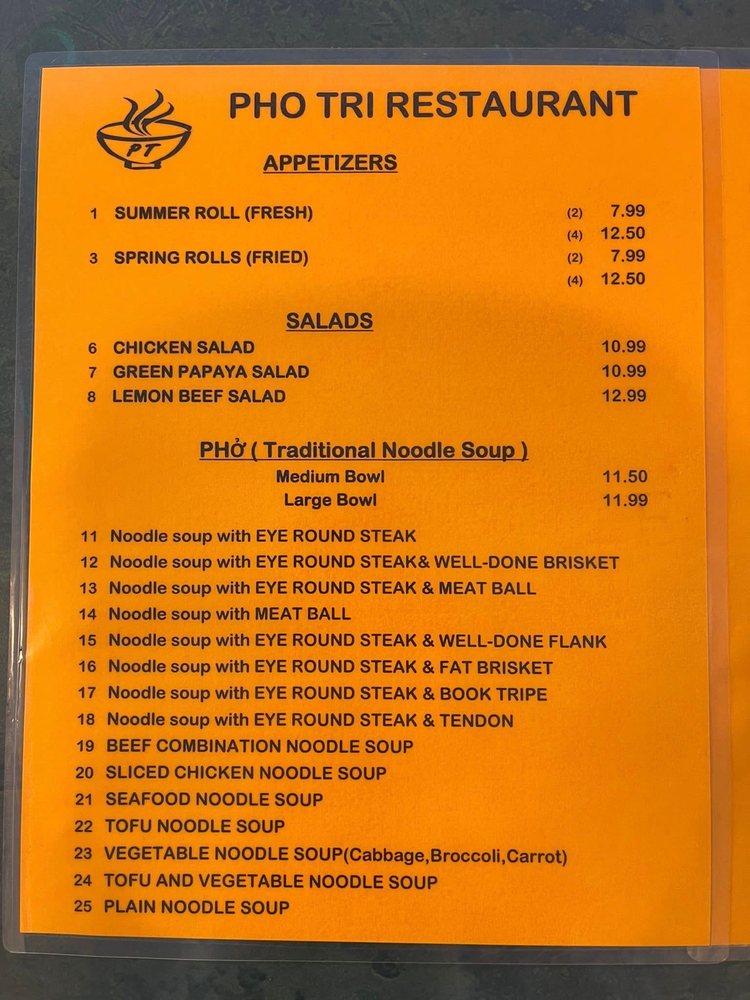 PT
PHO TRI RESTAURANT
APPETIZERS
1 SUMMER ROLL (FRESH) (2) 7.99
(4) 12.50
3 SPRING ROLLS (FRIED) (2) 7.99
(4) 12.50
SALADS
6 CHICKEN SALAD 10.99
7 GREEN PAPAYA SALAD 10.99
8 LEMON BEEF SALAD 12.99
PHở ( Traditional Noodle Soup )
Medium Bowl 11.50
Large Bowl 11.99
11 Noodle soup with EYE ROUND STEAK
12 Noodle soup with EYE ROUND STEAK& WELL-DONE BRISKET
13 Noodle soup with EYE ROUND STEAK & MEAT BALL
14 Noodle soup with MEAT BALL
15 Noodle soup with EYE ROUND STEAK & WELL-DONE FLANK
16 Noodle soup with EYE ROUND STEAK & FAT BRISKET
17 Noodle soup with EYE ROUND STEAK & BOOK TRIPE
18 Noodle soup with EYE ROUND STEAK & TENDON
19 BEEF COMBINATION NOODLE SOUP
20 SLICED CHICKEN NOODLE SOUP
21 SEAFOOD NOODLE SOUP
22 TOFU NOODLE SOUP
23 VEGETABLE NOODLE SOUP(Cabbage,Broccoli,Carrot)
24 TOFU AND VEGETABLE NOODLE SOUP
25 PLAIN NOODLE SOUP